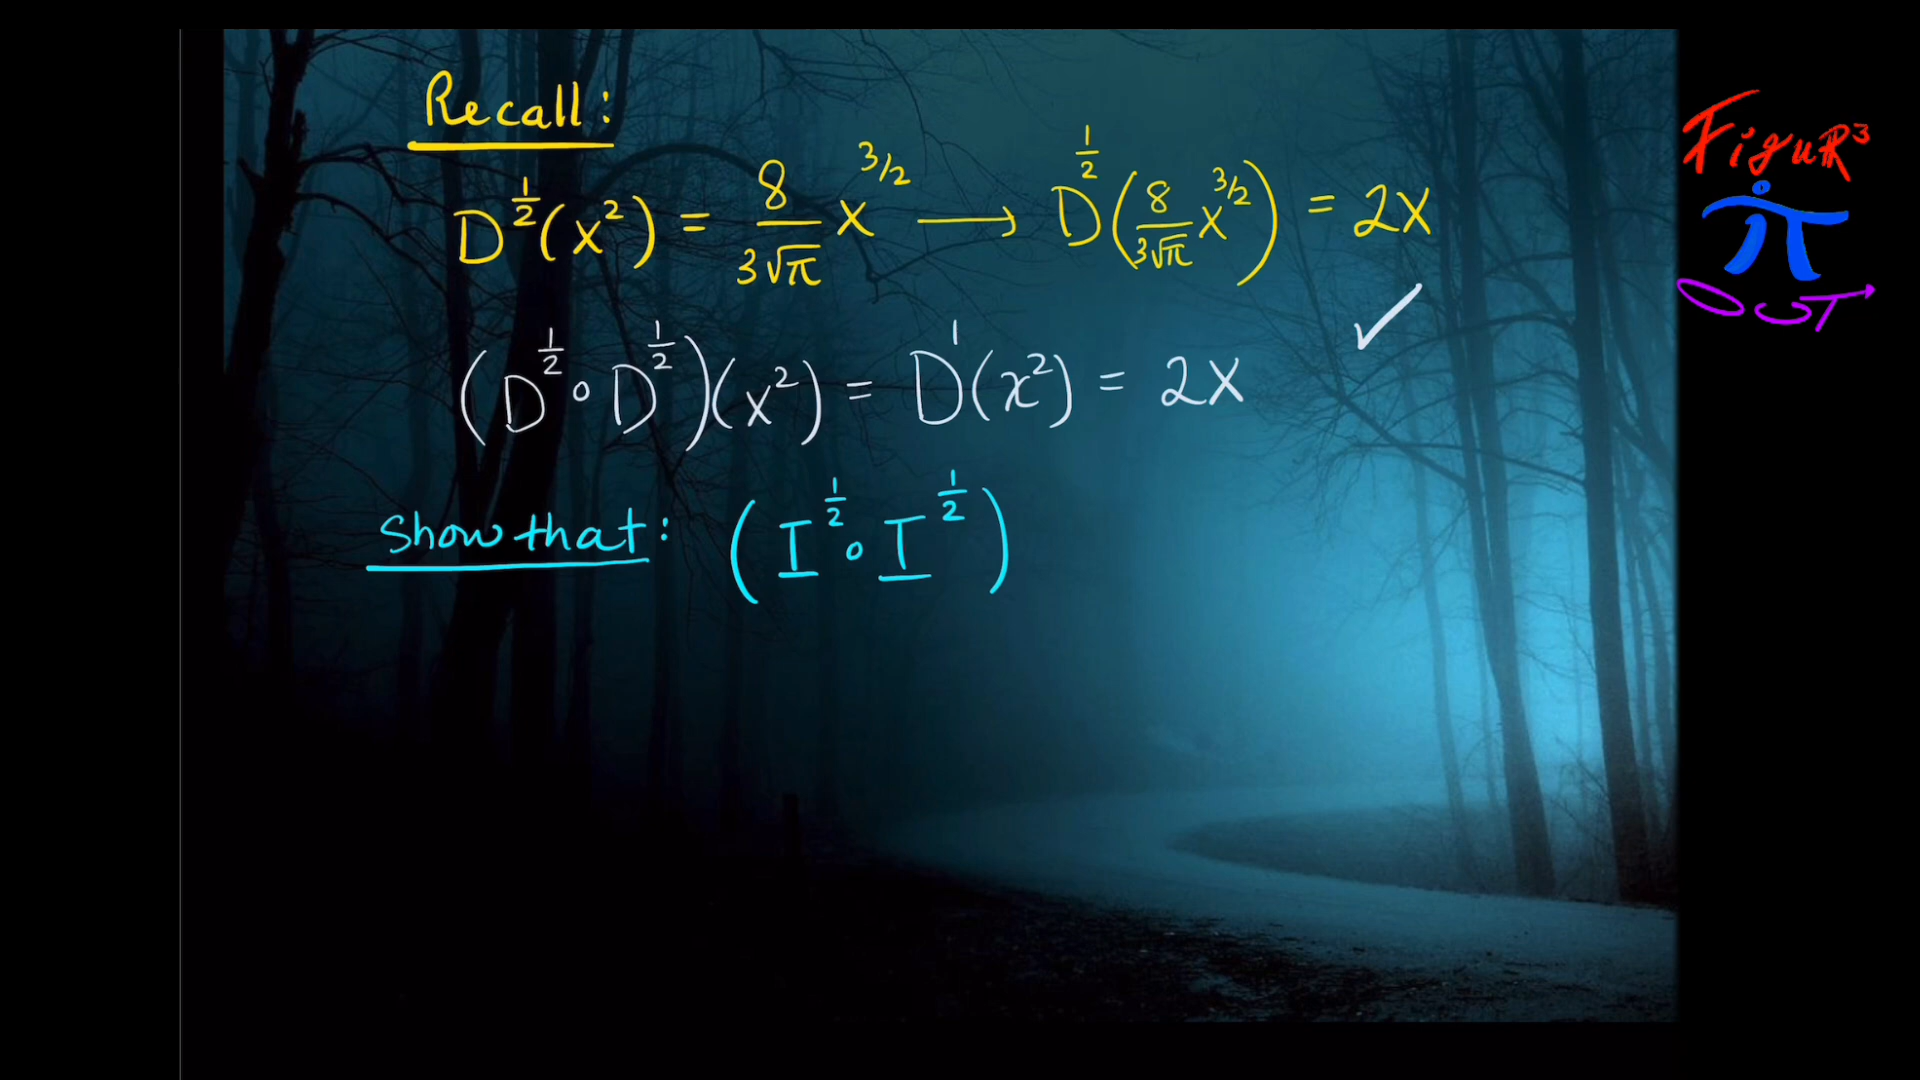 Recall:
D^{1/2}(x²) = 8/(3√π) x^{3/2} ⟶ D^{1/2}(8/(3√π) x^{3/2}) = 2x
✓
(D^{1/2} ∘ D^{1/2})(x²) = D¹(x²) = 2x
Show that: (I^{1/2} ∘ I^{1/2})
FiguR³
π
OUT